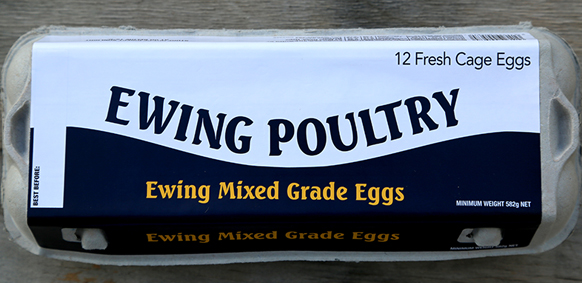 12 Fresh Cage Eggs
EWING POULTRY
Ewing Mixed Grade Eggs
BEST BEFORE:
MINIMUM WEIGHT 582g NET
Ewing Mixed Grade Eggs